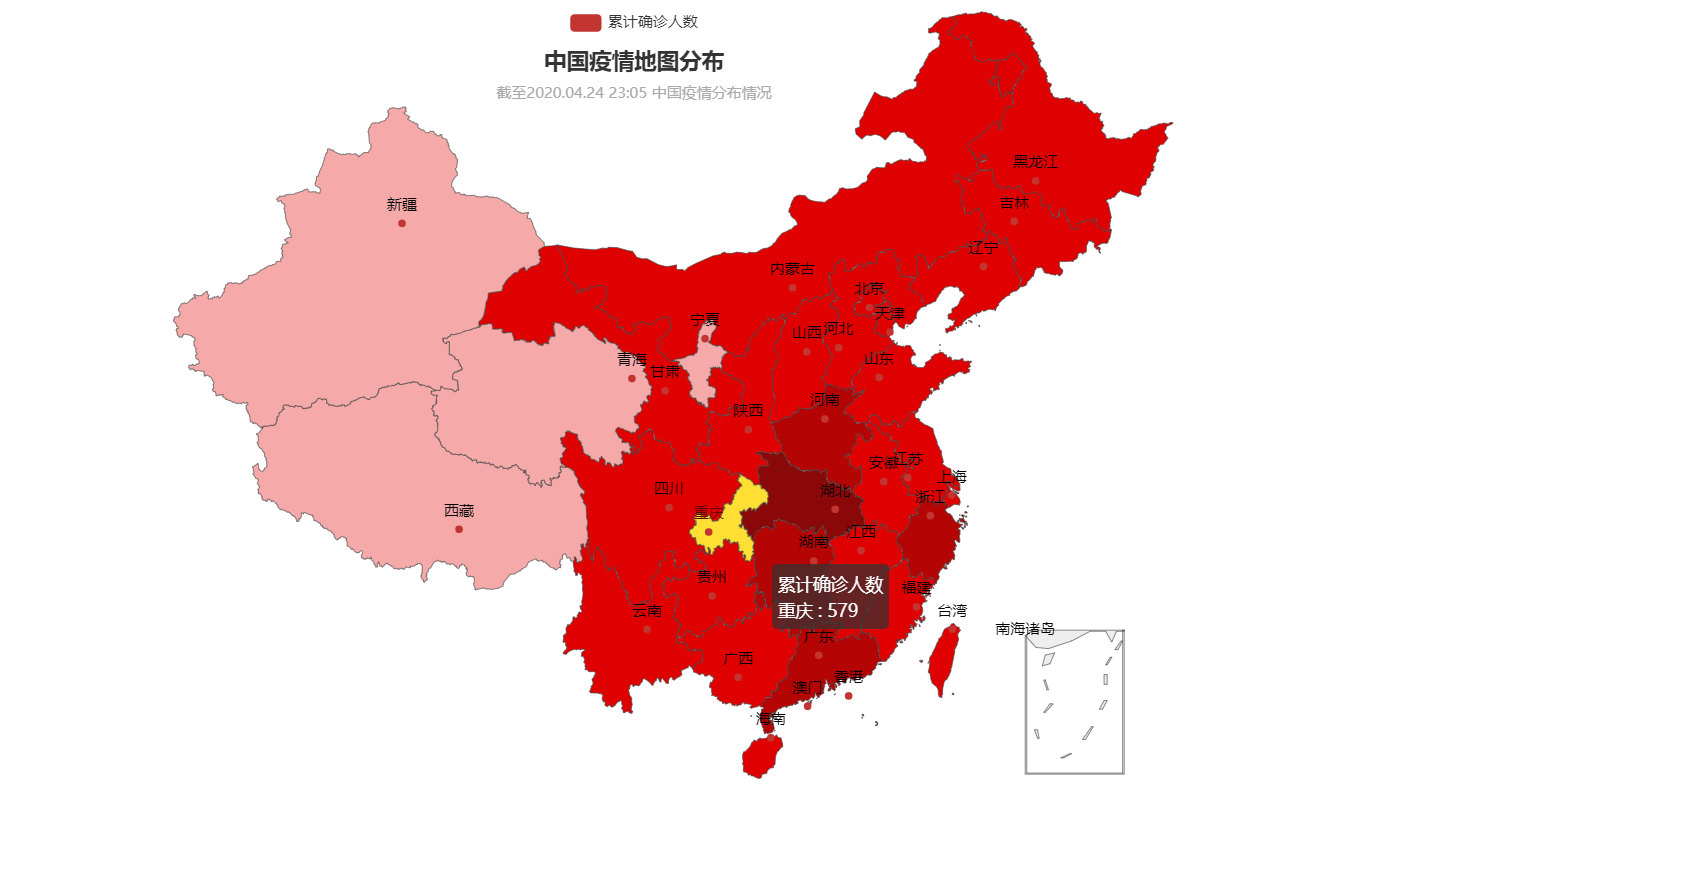 累计确诊人数
中国疫情地图分布
截至2020.04.24 23:05 中国疫情分布情况
黑龙江
新疆
吉林
辽宁
内蒙古
北京
天津
宁夏
山西
河北
青海
甘肃
山东
河南
陕西
安徽
江苏
上海
四川
湖北
浙江
西藏
重庆
湖南
江西
贵州
累计确诊人数
重庆 : 579
福建
云南
台湾
南海诸岛
广东
广西
香港
澳门
海南